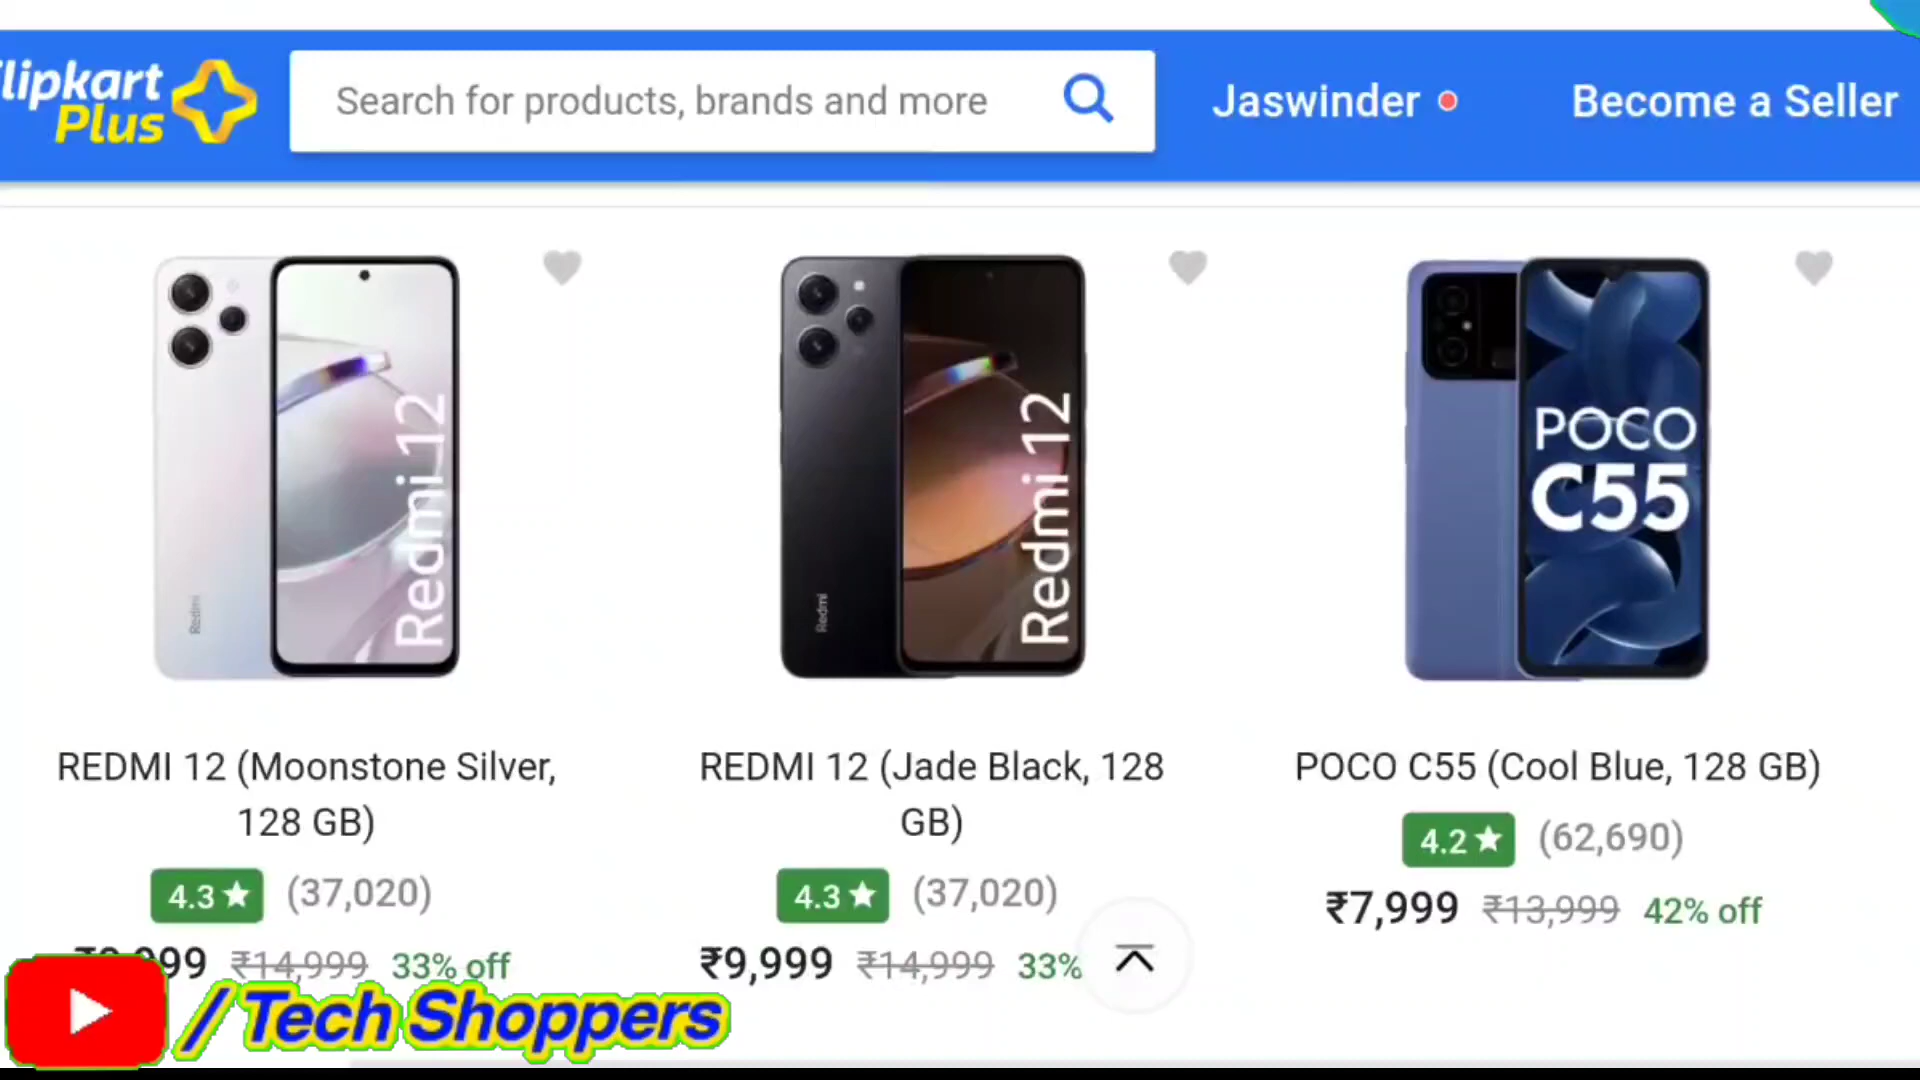 lipkart
Plus
Search for products, brands and more
Jaswinder
Become a Seller
Redmi 12
Redmi
Redmi 12
Redmi
POCO
C55
REDMI 12 (Moonstone Silver,
128 GB)
4.3★ (37,020)
₹14,999 33% off
REDMI 12 (Jade Black, 128
GB)
4.3★ (37,020)
₹9,999 ₹14,999 33%
POCO C55 (Cool Blue, 128 GB)
4.2★ (62,690)
₹7,999 ₹13,999 42% off
/Tech Shoppers